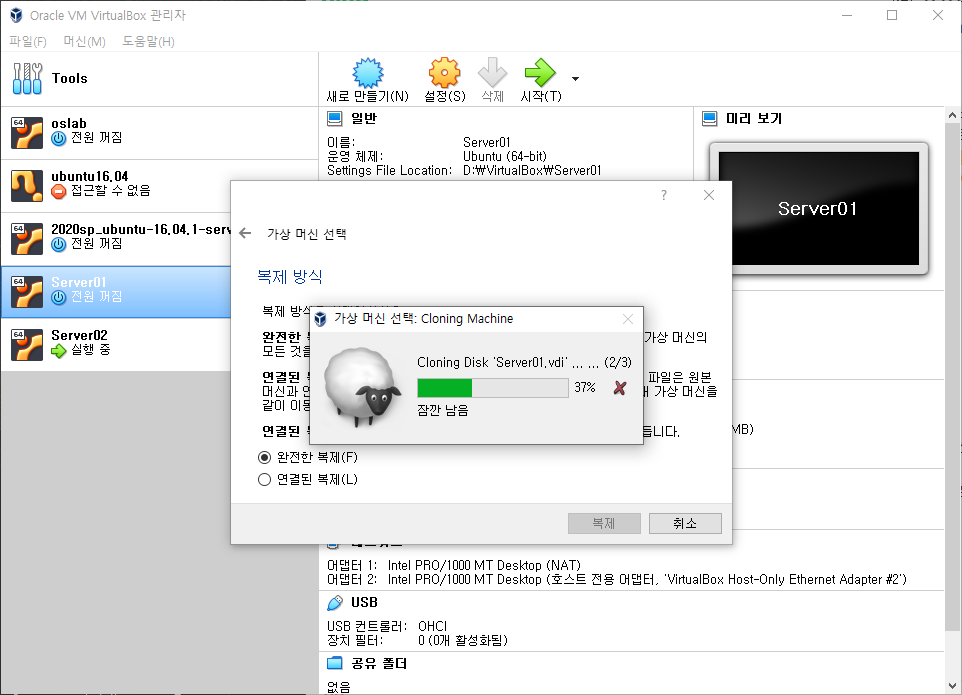 Oracle VM VirtualBox 관리자
파일(F) 머신(M) 도움말(H)
Tools
새로 만들기(N) 설정(S) 삭제 시작(T)
64
oslab
전원 꺼짐
ubuntu16,04
접근할 수 없음
64
2020sp_ubuntu-16,04,1-serv
전원 꺼짐
64
Server01
전원 꺼짐
64
Server02
실행 중
일반
이름: Server01
운영 체제: Ubuntu (64-bit)
Settings File Location: D:₩VirtualBox₩Server01
미리 보기
Server01
?
가상 머신 선택
복제 방식
복제 방식
완전한 가상 머신의
모든 것을
연결된 파일은 원본
머신과 가상 머신을
같이 이동
연결된 듭니다.
가상 머신 선택: Cloning Machine
Cloning Disk 'Server01,vdi' ... ... (2/3)
37%
잠깐 남음
완전한 복제(F)
연결된 복제(L)
복제 취소
MB)
어댑터 1: Intel PRO/1000 MT Desktop (NAT)
어댑터 2: Intel PRO/1000 MT Desktop (호스트 전용 어댑터, 'VirtualBox Host-Only Ethernet Adapter #2')
USB
USB 컨트롤러: OHCI
장치 필터: 0 (0개 활성화됨)
공유 폴더
없음